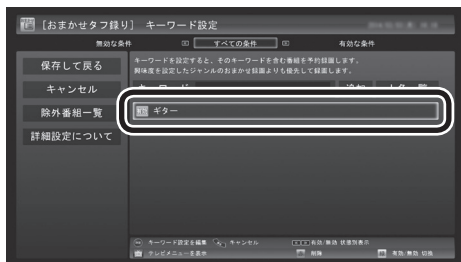 [おまかせタフ録り] キーワード設定
無効な条件 すべての条件 有効な条件
保存して戻る
キーワードを設定すると、そのキーワードを含む番組を予約録画します。
興味度を設定したジャンルのおまかせ録画よりも優先して録画します。
キャンセル
除外番組一覧
ギター
詳細設定について
キーワード設定を編集 キャンセル 有効/無効 状態別表示
テレビメニューを表示 削除 有効/無効 切換